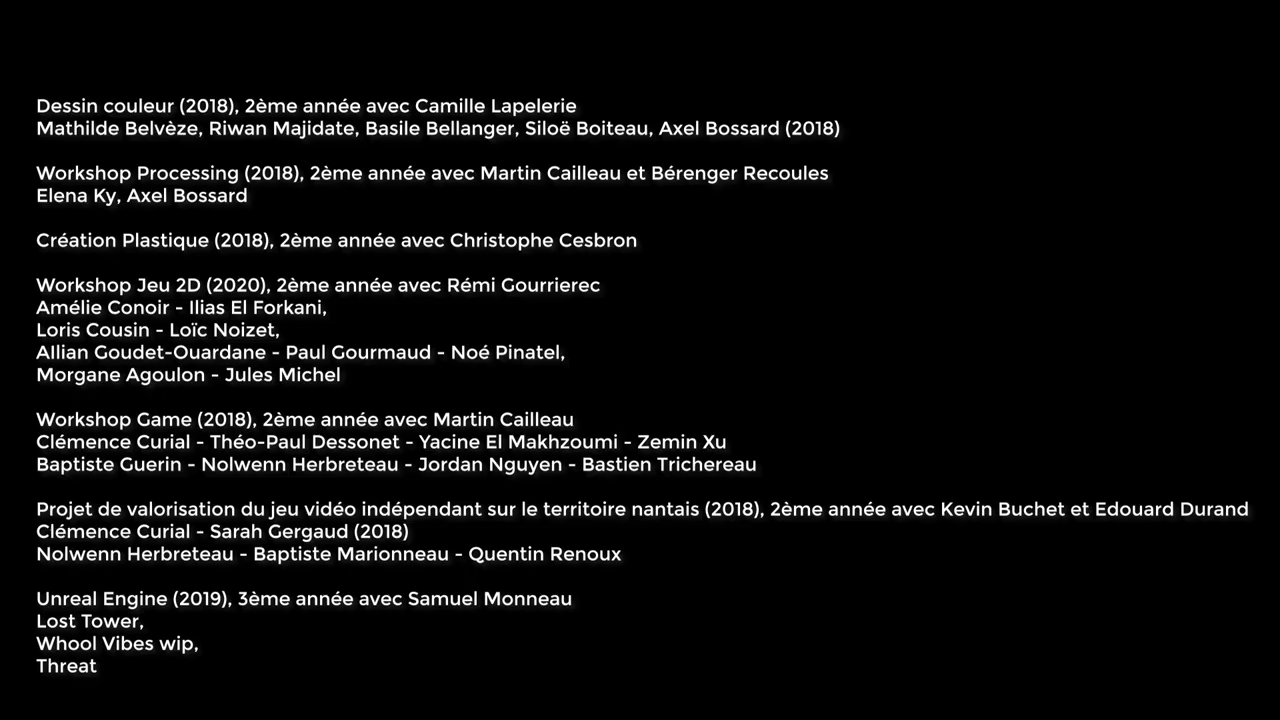 Dessin couleur (2018), 2ème année avec Camille Lapelerie
Mathilde Belvèze, Riwan Majidate, Basile Bellanger, Siloë Boiteau, Axel Bossard (2018)
Workshop Processing (2018), 2ème année avec Martin Cailleau et Bérenger Recoules
Elena Ky, Axel Bossard
Création Plastique (2018), 2ème année avec Christophe Cesbron
Workshop Jeu 2D (2020), 2ème année avec Rémi Gourrierec
Amélie Conoir - Ilias El Forkani,
Loris Cousin - Loïc Noizet,
Allian Goudet-Ouardane - Paul Gourmaud - Noé Pinatel,
Morgane Agoulon - Jules Michel
Workshop Game (2018), 2ème année avec Martin Cailleau
Clémence Curial - Théo-Paul Dessonet - Yacine El Makhzoumi - Zemin Xu
Baptiste Guerin - Nolwenn Herbreteau - Jordan Nguyen - Bastien Trichereau
Projet de valorisation du jeu vidéo indépendant sur le territoire nantais (2018), 2ème année avec Kevin Buchet et Edouard Durand
Clémence Curial - Sarah Gergaud (2018)
Nolwenn Herbreteau - Baptiste Marionneau - Quentin Renoux
Unreal Engine (2019), 3ème année avec Samuel Monneau
Lost Tower,
Whool Vibes wip,
Threat